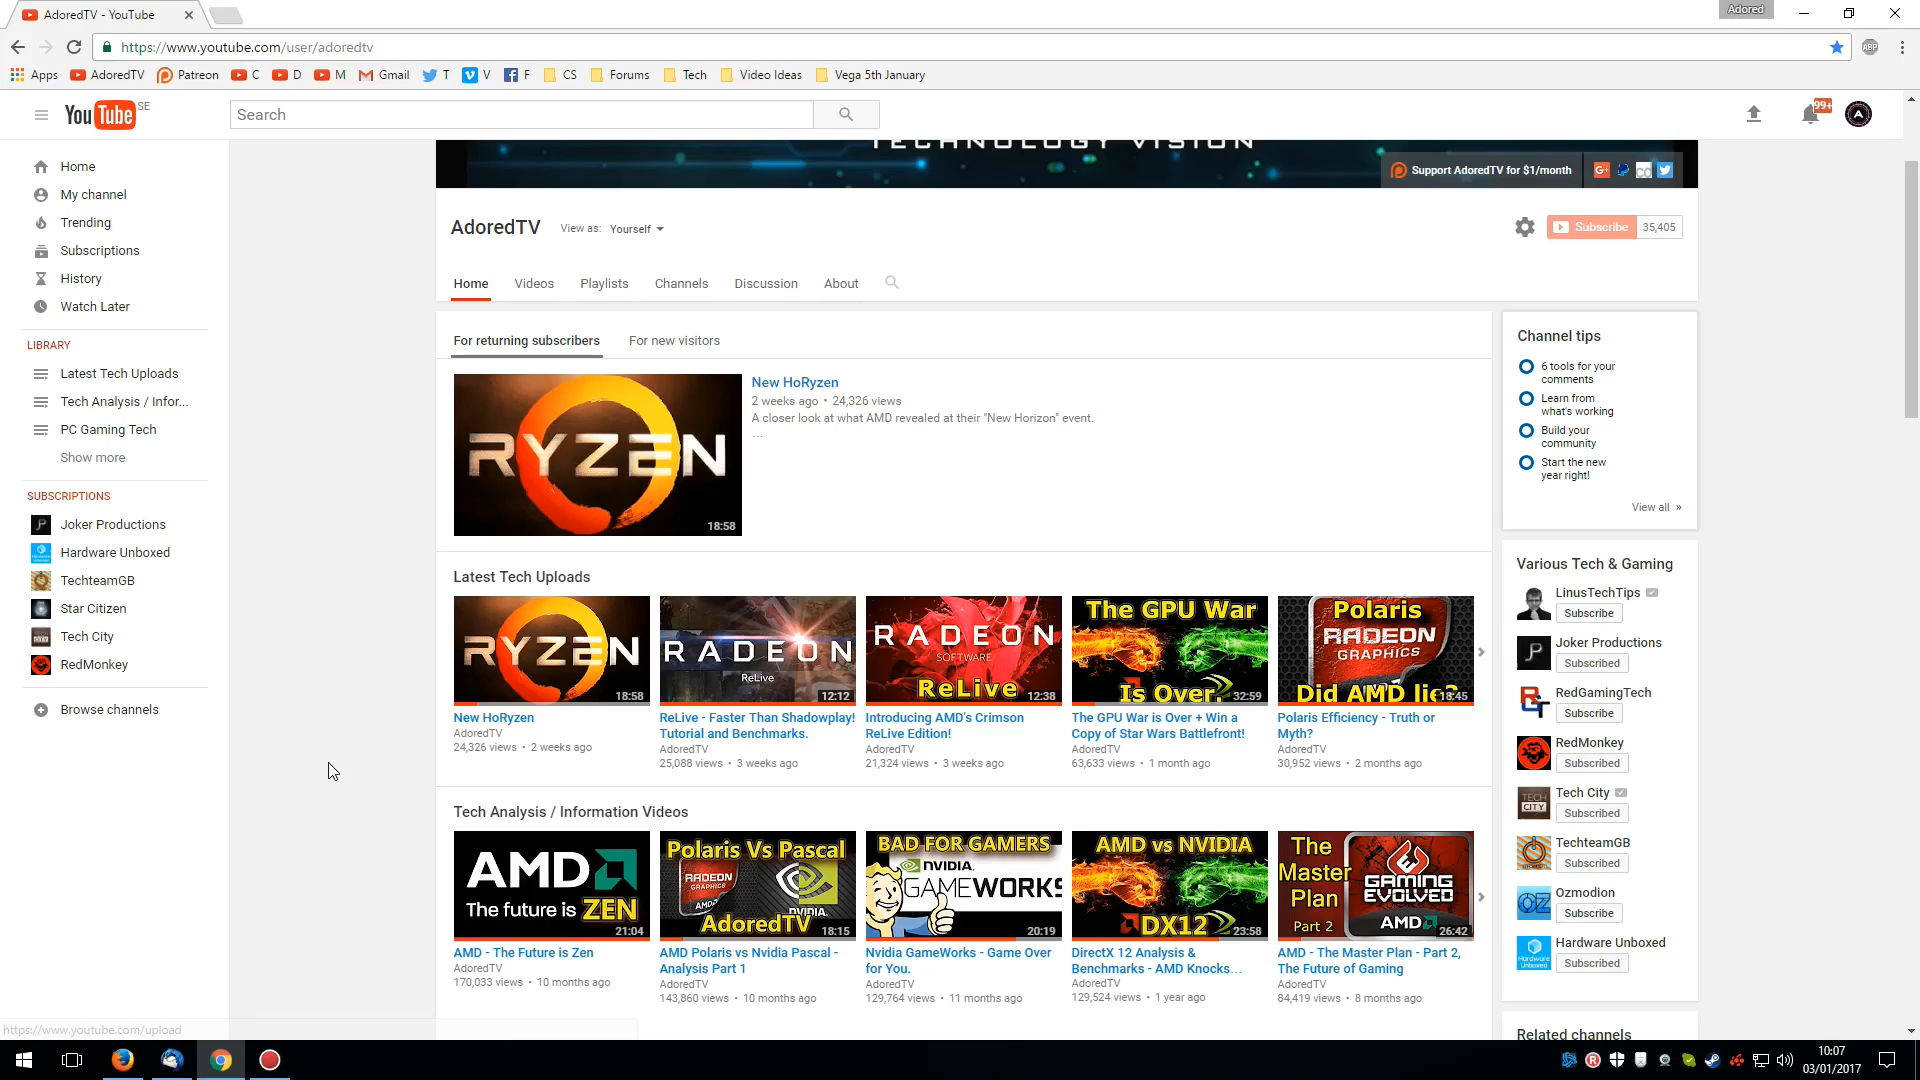 AdoredTV - YouTube
Adored
https://www.youtube.com/user/adoredtv
ABP
Apps
AdoredTV
Patreon
C
D
M
Gmail
T
V
F
CS
Forums
Tech
Video Ideas
Vega 5th January
YouTube SE
Search
99+
Home
My channel
Trending
Subscriptions
History
Watch Later
LIBRARY
Latest Tech Uploads
Tech Analysis / Infor...
PC Gaming Tech
Show more
SUBSCRIPTIONS
Joker Productions
Hardware Unboxed
TechteamGB
Star Citizen
Tech City
RedMonkey
Browse channels
https://www.youtube.com/upload
TECHNOLOGY VISION
Support AdoredTV for $1/month
AdoredTV
View as: Yourself
Subscribe 35,405
Home
Videos
Playlists
Channels
Discussion
About
For returning subscribers
For new visitors
RYZEN
18:58
New HoRyzen
2 weeks ago • 24,326 views
A closer look at what AMD revealed at their "New Horizon" event.
...
Latest Tech Uploads
RYZEN
18:58
New HoRyzen
AdoredTV
24,326 views • 2 weeks ago
RADEON
ReLive
12:12
ReLive - Faster Than Shadowplay!
Tutorial and Benchmarks.
AdoredTV
25,088 views • 3 weeks ago
RADEON
SOFTWARE
ReLive
12:38
Introducing AMD's Crimson
ReLive Edition!
AdoredTV
21,324 views • 3 weeks ago
The GPU War
Is Over.
32:59
The GPU War is Over + Win a
Copy of Star Wars Battlefront!
AdoredTV
63,633 views • 1 month ago
Polaris
RADEON
GRAPHICS
Did AMD lie?
18:45
Polaris Efficiency - Truth or
Myth?
AdoredTV
30,952 views • 2 months ago
Tech Analysis / Information Videos
AMD
The future is ZEN
21:04
AMD - The Future is Zen
AdoredTV
170,033 views • 10 months ago
Polaris Vs Pascal
RADEON
GRAPHICS
AMD
NVIDIA.
AdoredTV
18:15
AMD Polaris vs Nvidia Pascal -
Analysis Part 1
AdoredTV
143,860 views • 10 months ago
BAD FOR GAMERS
NVIDIA.
GAMEWORKS
20:19
Nvidia GameWorks - Game Over
for You.
AdoredTV
129,764 views • 11 months ago
AMD vs NVIDIA
DX12
23:58
DirectX 12 Analysis &
Benchmarks - AMD Knocks...
AdoredTV
129,524 views • 1 year ago
The
Master
Plan
Part 2
GAMING
EVOLVED
AMD
26:42
AMD - The Master Plan - Part 2,
The Future of Gaming
AdoredTV
84,419 views • 8 months ago
Channel tips
6 tools for your
comments
Learn from
what's working
Build your
community
Start the new
year right!
View all »
Various Tech & Gaming
LinusTechTips
Subscribe
Joker Productions
Subscribed
RedGamingTech
Subscribe
RedMonkey
Subscribed
TECH
CITY
Tech City
Subscribed
TechteamGB
Subscribed
OZ
Ozmodion
Subscribe
Hardware
Unboxed
Hardware Unboxed
Subscribed
Related channels
10:07
03/01/2017